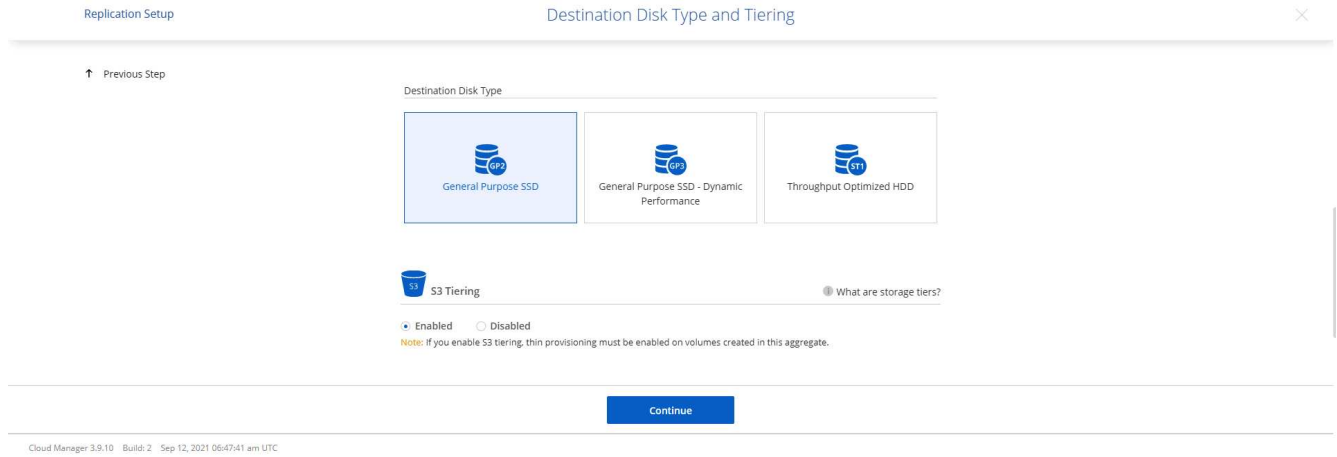 Replication Setup
Destination Disk Type and Tiering
Previous Step
Destination Disk Type
GP2
General Purpose SSD
GP3
General Purpose SSD - Dynamic
Performance
ST1
Throughput Optimized HDD
S3
S3 Tiering
What are storage tiers?
Enabled
Disabled
Note: If you enable S3 tiering, thin provisioning must be enabled on volumes created in this aggregate.
Continue
Cloud Manager 3.9.10 Build: 2 Sep 12, 2021 06:47:41 am UTC